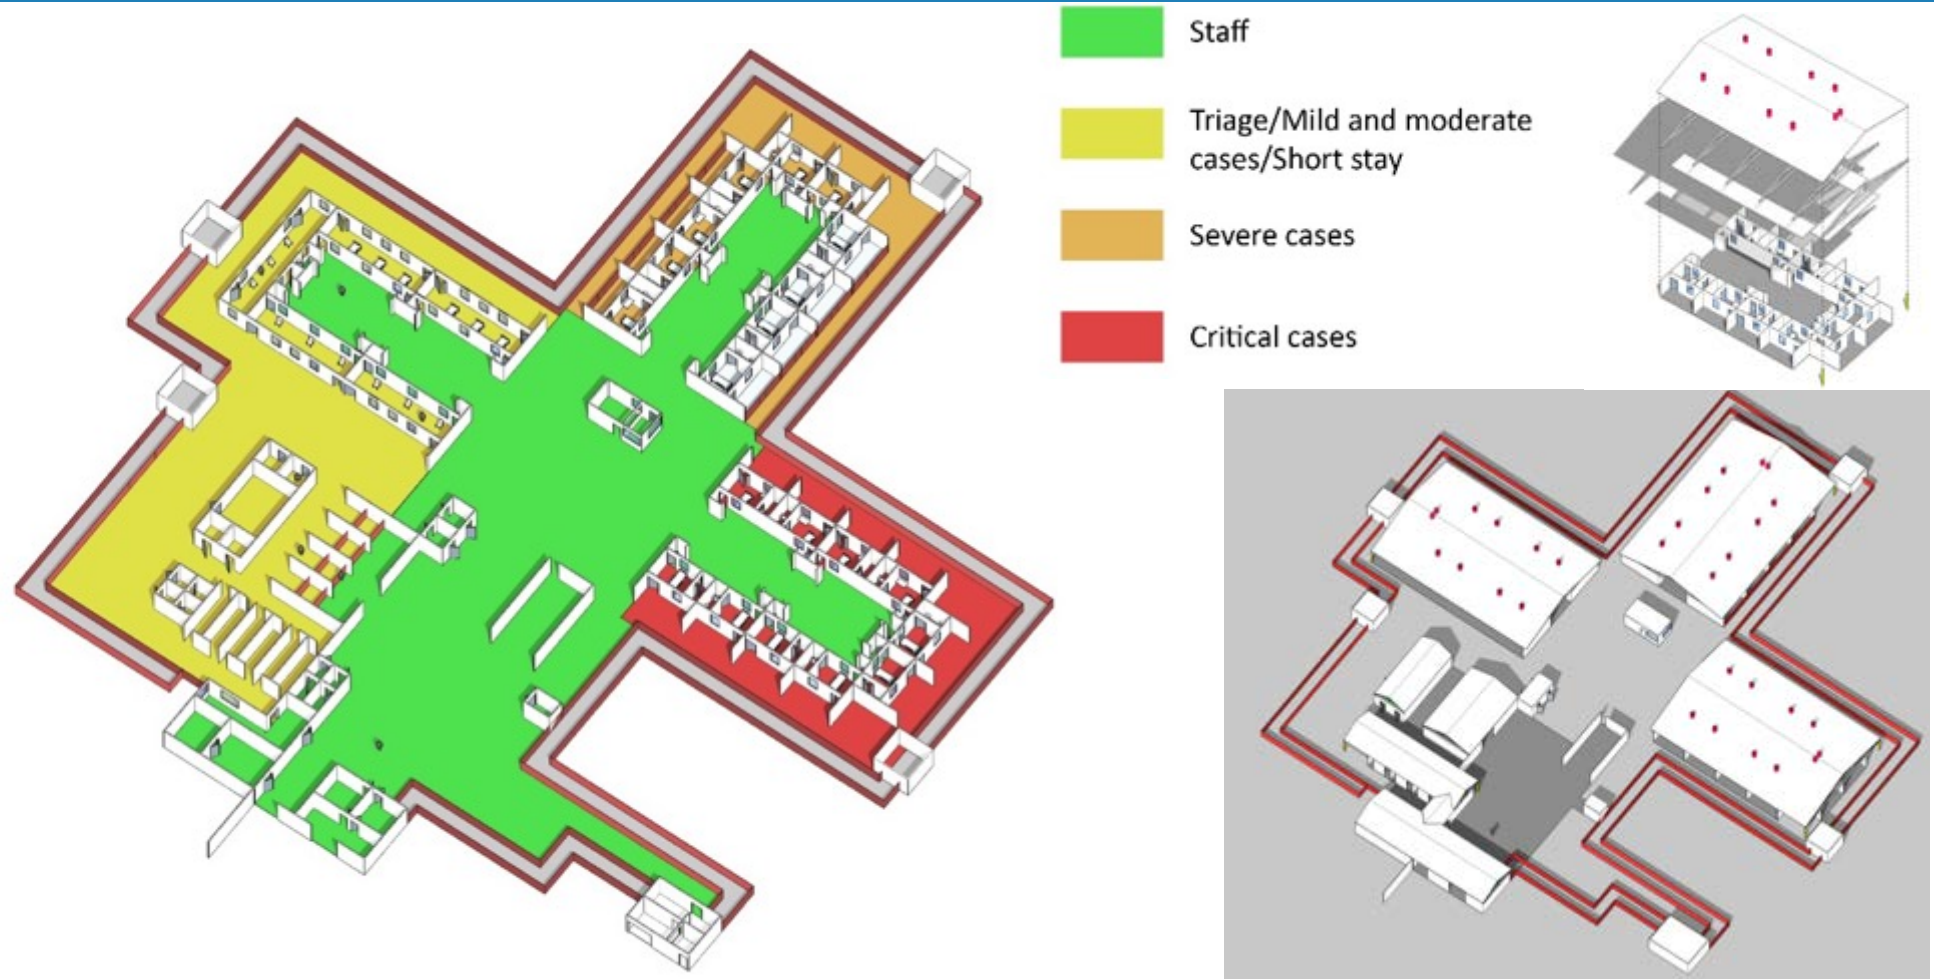 Staff
Triage/Mild and moderate
cases/Short stay
Severe cases
Critical cases